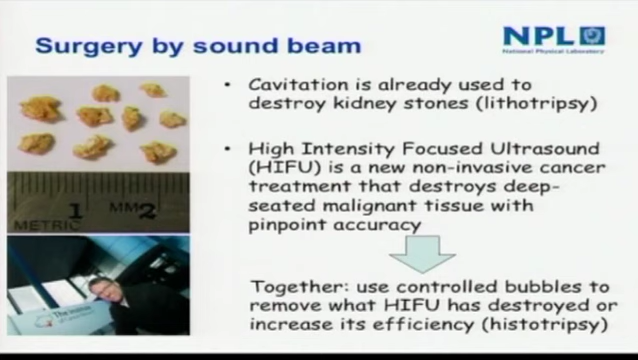 Surgery by sound beam
NPL
National Physical Laboratory
• Cavitation is already used to
destroy kidney stones (lithotripsy)
• High Intensity Focused Ultrasound
(HIFU) is a new non-invasive cancer
treatment that destroys deep-
seated malignant tissue with
pinpoint accuracy
Together: use controlled bubbles to
remove what HIFU has destroyed or
increase its efficiency (histotripsy)
1 MM 2
METRIC